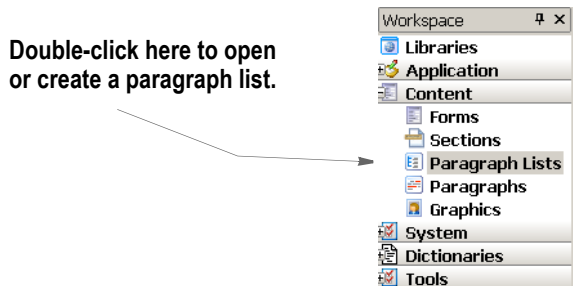 Double-click here to open
or create a paragraph list.
Workspace
Libraries
Application
Content
Forms
Sections
Paragraph Lists
Paragraphs
Graphics
System
Dictionaries
Tools